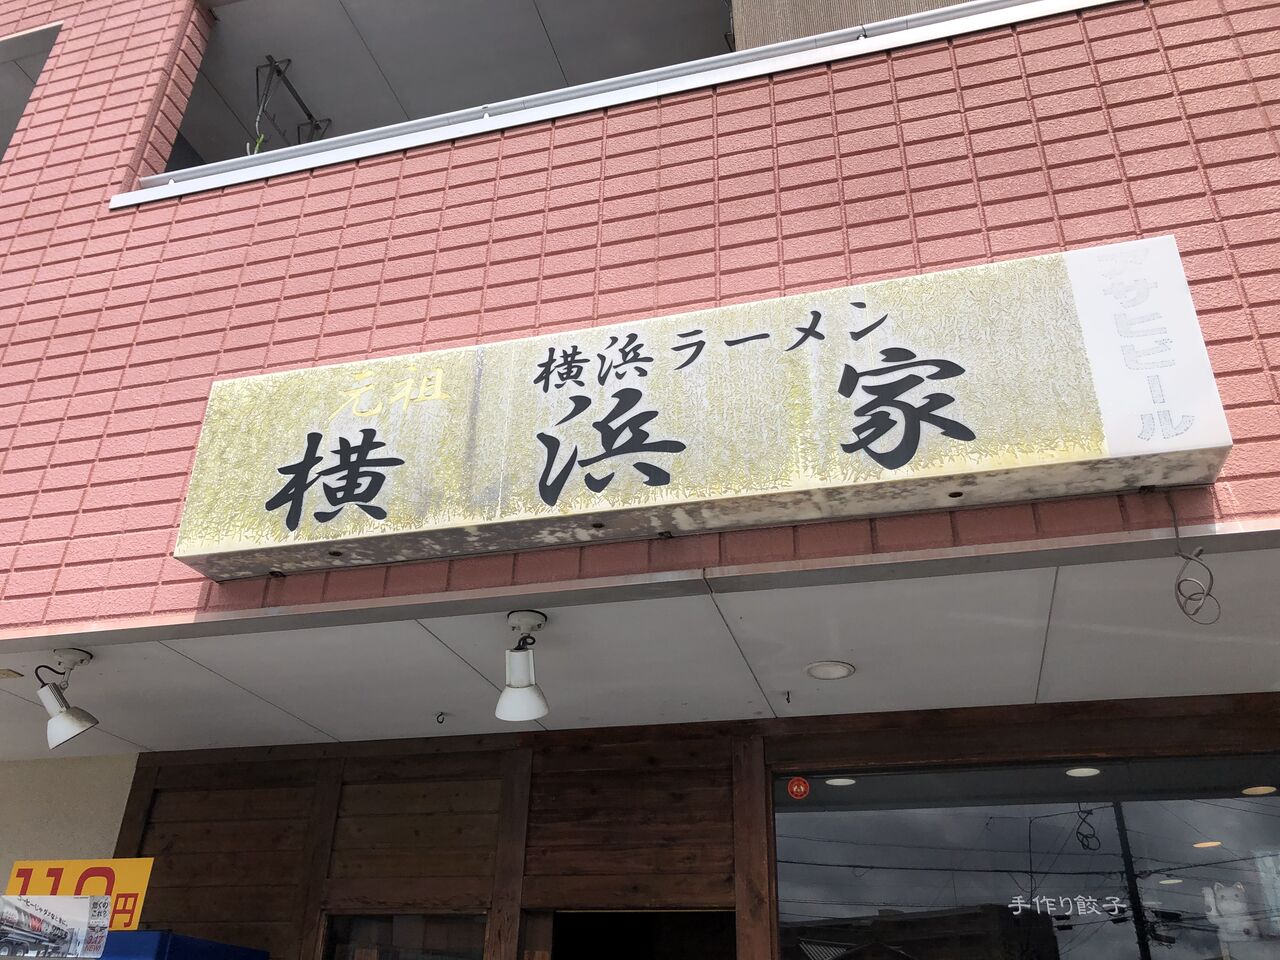 元祖
横浜ラーメン
横浜家
アサヒビール
110円
手作り餃子